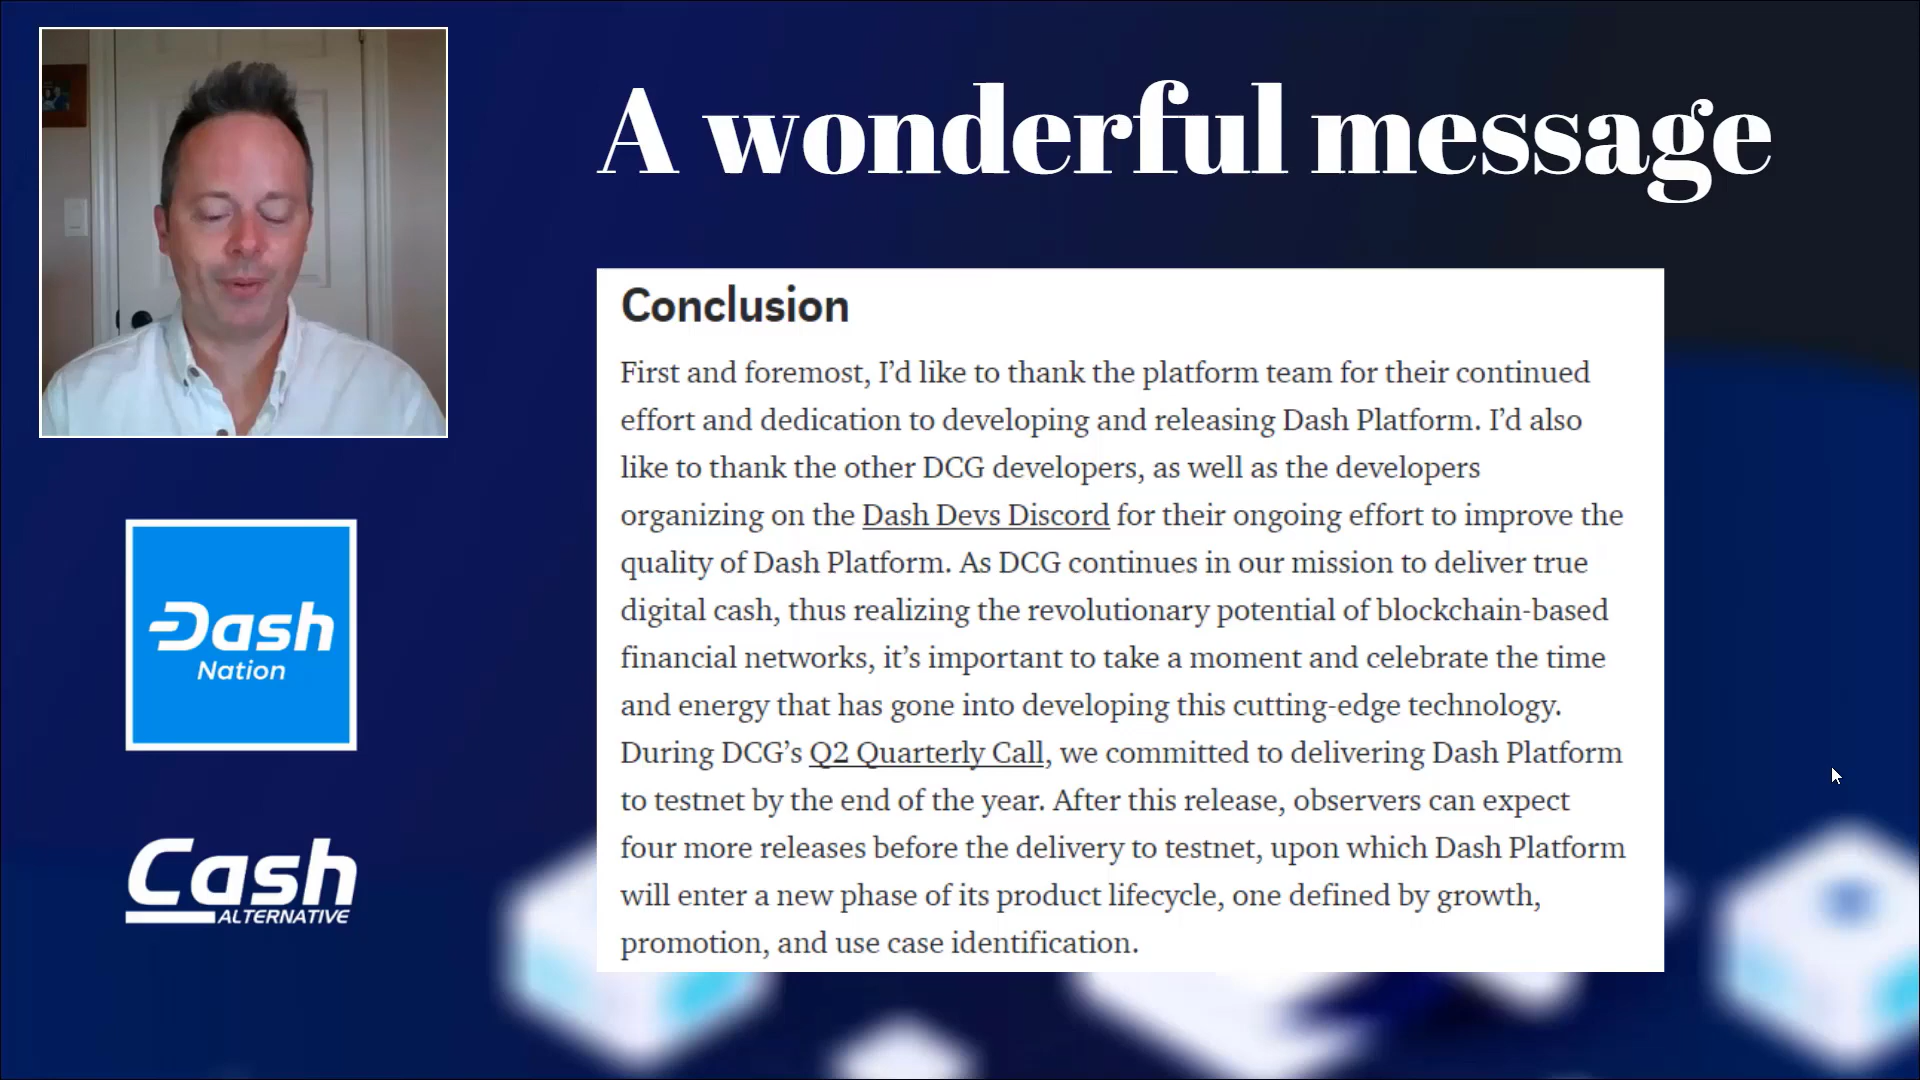 A wonderful message
Conclusion
First and foremost, I’d like to thank the platform team for their continued
effort and dedication to developing and releasing Dash Platform. I’d also
like to thank the other DCG developers, as well as the developers
organizing on the Dash Devs Discord for their ongoing effort to improve the
quality of Dash Platform. As DCG continues in our mission to deliver true
digital cash, thus realizing the revolutionary potential of blockchain-based
financial networks, it’s important to take a moment and celebrate the time
and energy that has gone into developing this cutting-edge technology.
During DCG’s Q2 Quarterly Call, we committed to delivering Dash Platform
to testnet by the end of the year. After this release, observers can expect
four more releases before the delivery to testnet, upon which Dash Platform
will enter a new phase of its product lifecycle, one defined by growth,
promotion, and use case identification.
Dash
Nation
Cash
ALTERNATIVE